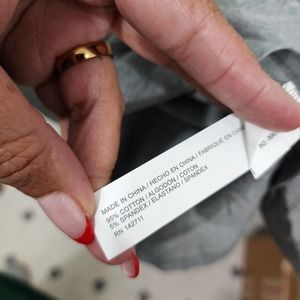 MADE IN CHINA / HECHO EN CHINA / FABRIQUÉ EN CHINE
95% COTTON / ALGODÓN / COTON
5% SPANDEX / ELASTANO / SPANDEX
RN 142711